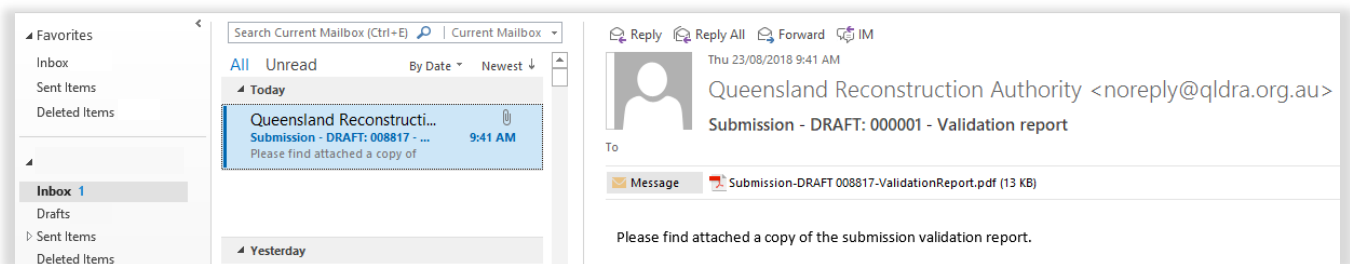 Favorites
Inbox
Sent Items
Deleted Items
Inbox 1
Drafts
Sent Items
Deleted Items
Search Current Mailbox (Ctrl+E) Current Mailbox
All Unread By Date Newest ↓
Today
Queensland Reconstructi...
Submission - DRAFT: 008817 - ... 9:41 AM
Please find attached a copy of
Yesterday
Reply Reply All Forward IM
Thu 23/08/2018 9:41 AM
Queensland Reconstruction Authority <noreply@qldra.org.au>
Submission - DRAFT: 000001 - Validation report
To
Message Submission-DRAFT 008817-ValidationReport.pdf (13 KB)
Please find attached a copy of the submission validation report.